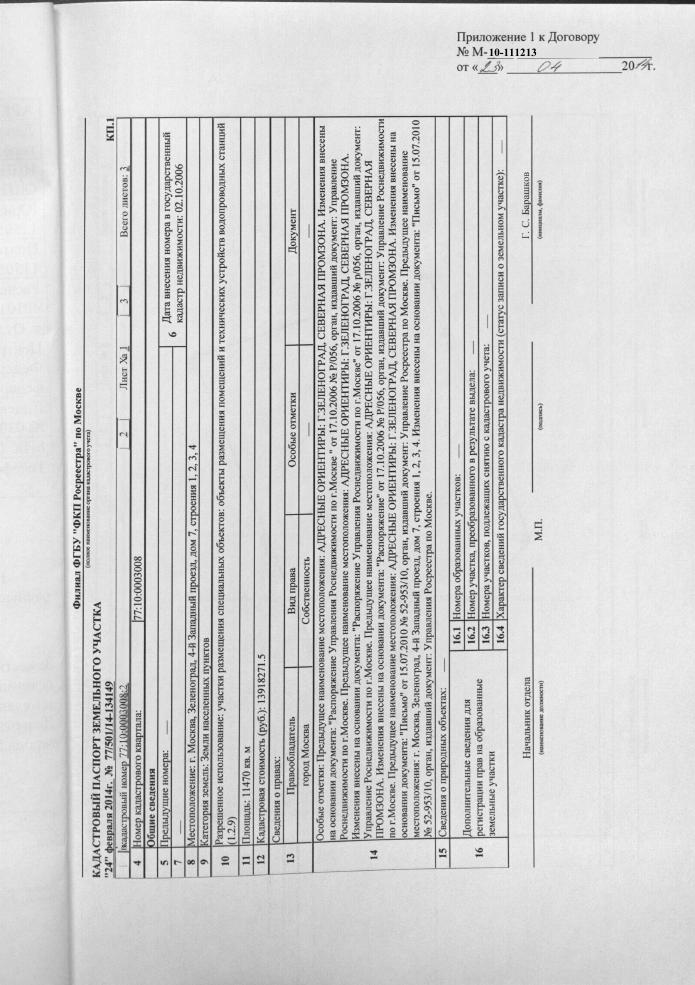 Приложение 1 к Договору
№ М-10-111213
от «23» 04 2014г.
Филиал ФГБУ "ФКП Росреестра" по Москве
(полное наименование органа кадастрового учета)
КАДАСТРОВЫЙ ПАСПОРТ ЗЕМЕЛЬНОГО УЧАСТКА
"24" февраля 2014г. № 77/501/14-134149
КП.1
Кадастровый номер 77:10:0003008:2 2 Лист Xа 1 3 Всего листов: 3
4 Номер кадастрового квартала: 77:10:0003008
Общие сведения
5 Предыдущие номера: —
6 Дата внесения номера в государственный
кадастр недвижимости: 02.10.2006
7 —
8 Местоположение: г. Москва, Зеленоград, 4-й Западный проезд, дом 7, строения 1, 2, 3, 4
9 Категория земель: Земли населенных пунктов
10 Разрешенное использование: участки размещения специальных объектов: объекты размещения помещений и технических устройств водопроводных станций
(1.2.9)
11 Площадь: 11470 кв. м
12 Кадастровая стоимость (руб.): 13918271.5
13 Сведения о правах:
Правообладатель Вид права Особые отметки Документ
город Москва Собственность — —
14 Особые отметки: Предыдущее наименование местоположения: АДРЕСНЫЕ ОРИЕНТИРЫ: Г.ЗЕЛЕНОГРАД, СЕВЕРНАЯ ПРОМЗОНА. Изменения внесены
на основании документа: "Распоряжение Управления Роснедвижимости по г.Москве " от 17.10.2006 № Р/056, орган, издавший документ: Управление
Роснедвижимости по г.Москве. Предыдущее наименование местоположения: АДРЕСНЫЕ ОРИЕНТИРЫ: Г.ЗЕЛЕНОГРАД, СЕВЕРНАЯ ПРОМЗОНА.
Изменения внесены на основании документа: "Распоряжение Управления Роснедвижимости по г.Москве" от 17.10.2006 № р/056, орган, издавший документ:
Управление Роснедвижимости по г.Москве. Предыдущее наименование местоположения: АДРЕСНЫЕ ОРИЕНТИРЫ: Г.ЗЕЛЕНОГРАД, СЕВЕРНАЯ
ПРОМЗОНА. Изменения внесены на основании документа: "Распоряжение" от 17.10.2006 № Р/056, орган, издавший документ: Управление Роснедвижимости
по г.Москве. Предыдущее наименование местоположения: АДРЕСНЫЕ ОРИЕНТИРЫ: Г.ЗЕЛЕНОГРАД, СЕВЕРНАЯ ПРОМЗОНА. Изменения внесены на
основании документа: "Письмо" от 15.07.2010 № 52-953/10, орган, издавший документ: Управление Росреестра по Москве. Предыдущее наименование
местоположения: г. Москва, Зеленоград, 4-й Западный проезд, дом 7, строения 1, 2, 3, 4. Изменения внесены на основании документа: "Письмо" от 15.07.2010
№ 52-953/10, орган, издавший документ: Управления Росреестра по Москве.
15 Сведения о природных объектах: —
16 Дополнительные сведения для
регистрации прав на образованные
земельные участки
16.1 Номера образованных участков: —
16.2 Номер участка, преобразованного в результате выдела: —
16.3 Номера участков, подлежащих снятию с кадастрового учета: —
16.4 Характер сведений государственного кадастра недвижимости (статус записи о земельном участке): —
Начальник отдела Г. С. Барашков
(наименование должности) (подпись) (инициалы, фамилия)
М.П.